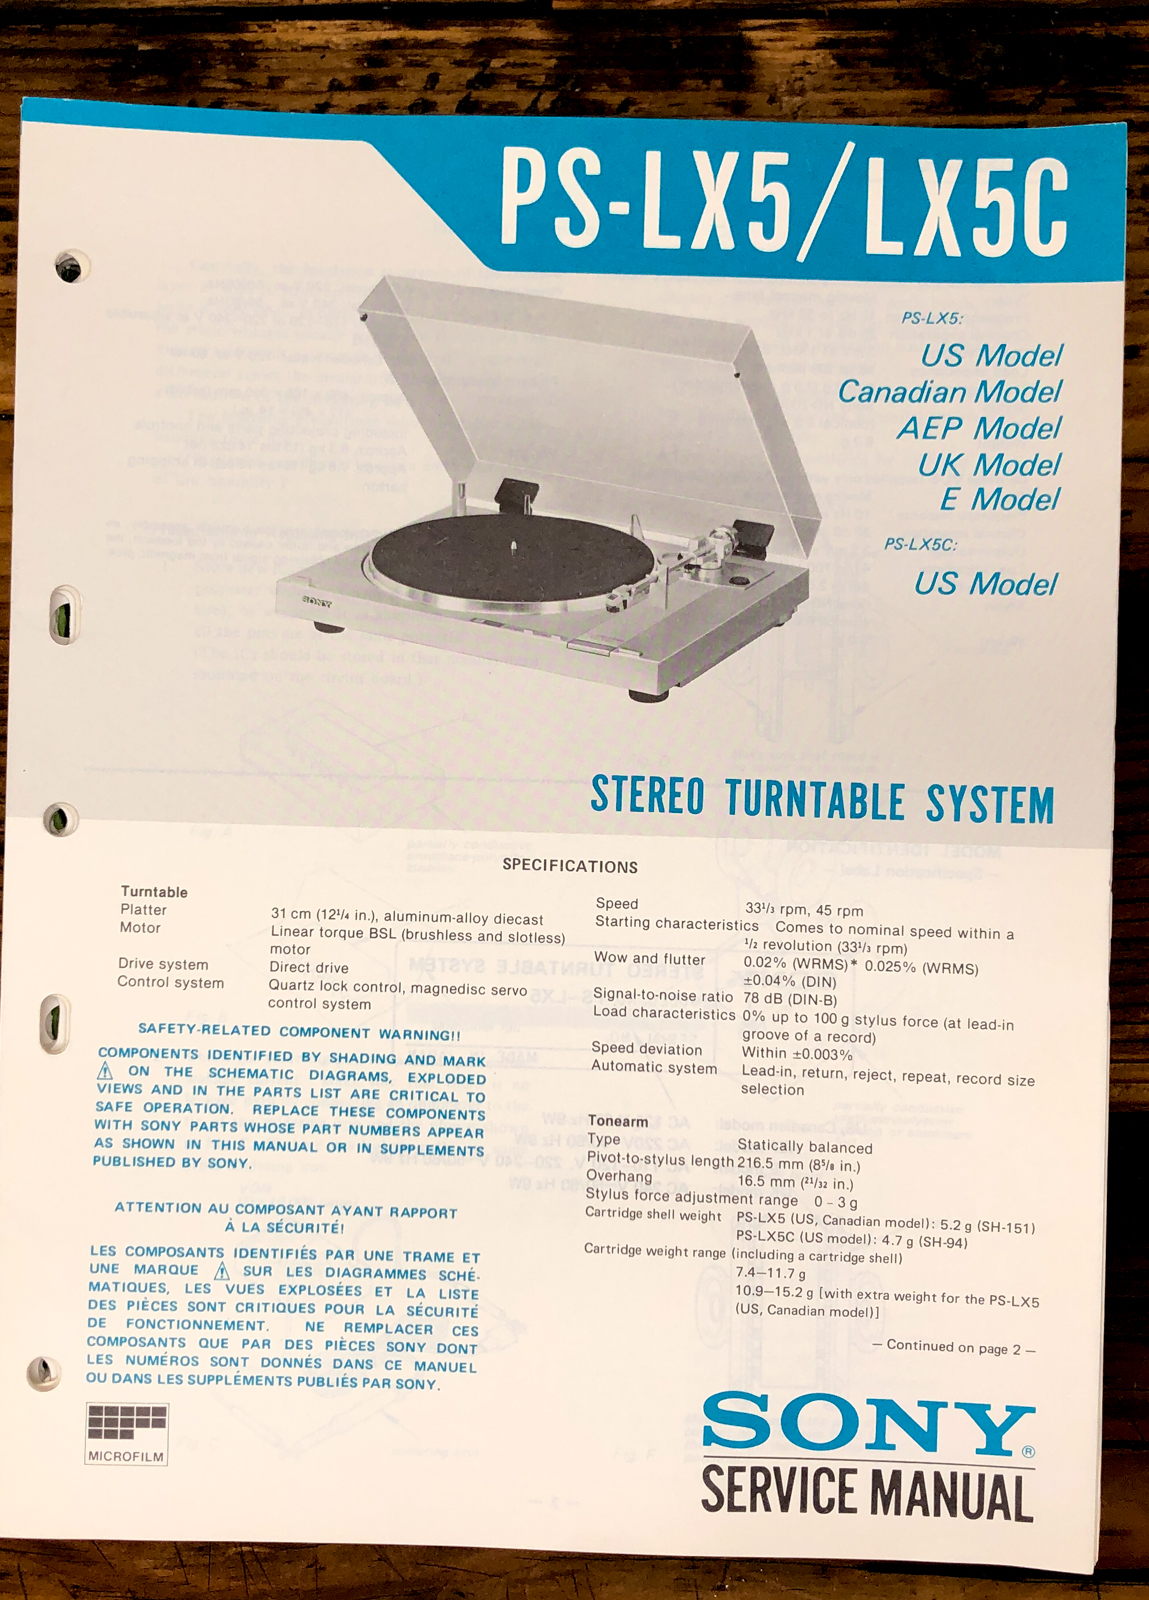 PS-LX5/LX5C
PS-LX5:
US Model
Canadian Model
AEP Model
UK Model
E Model
PS-LX5C:
US Model
SONY
STEREO TURNTABLE SYSTEM
SPECIFICATIONS
Turntable
Platter 31 cm (12¹/₄ in.), aluminum-alloy diecast
Motor Linear torque BSL (brushless and slotless)
motor
Drive system Direct drive
Control system Quartz lock control, magnedisc servo
control system
SAFETY-RELATED COMPONENT WARNING!!
COMPONENTS IDENTIFIED BY SHADING AND MARK
⚠ ON THE SCHEMATIC DIAGRAMS, EXPLODED
VIEWS AND IN THE PARTS LIST ARE CRITICAL TO
SAFE OPERATION. REPLACE THESE COMPONENTS
WITH SONY PARTS WHOSE PART NUMBERS APPEAR
AS SHOWN IN THIS MANUAL OR IN SUPPLEMENTS
PUBLISHED BY SONY.
ATTENTION AU COMPOSANT AYANT RAPPORT
À LA SÉCURITÉ!
LES COMPOSANTS IDENTIFIÉS PAR UNE TRAME ET
UNE MARQUE ⚠ SUR LES DIAGRAMMES SCHÉ-
MATIQUES, LES VUES EXPLOSÉES ET LA LISTE
DES PIÈCES SONT CRITIQUES POUR LA SÉCURITÉ
DE FONCTIONNEMENT. NE REMPLACER CES
COMPOSANTS QUE PAR DES PIÈCES SONY DONT
LES NUMÉROS SONT DONNÉS DANS CE MANUEL
OU DANS LES SUPPLÉMENTS PUBLIÉS PAR SONY.
MICROFILM
Speed 33¹/₃ rpm, 45 rpm
Starting characteristics Comes to nominal speed within a
¹/₂ revolution (33¹/₃ rpm)
Wow and flutter 0.02% (WRMS)* 0.025% (WRMS)
±0.04% (DIN)
Signal-to-noise ratio 78 dB (DIN-B)
Load characteristics 0% up to 100 g stylus force (at lead-in
groove of a record)
Speed deviation Within ±0.003%
Automatic system Lead-in, return, reject, repeat, record size
selection
Tonearm
Type Statically balanced
Pivot-to-stylus length 216.5 mm (8⁵/₈ in.)
Overhang 16.5 mm (²¹/₃₂ in.)
Stylus force adjustment range 0 – 3 g
Cartridge shell weight PS-LX5 (US, Canadian model): 5.2 g (SH-151)
PS-LX5C (US model): 4.7 g (SH-94)
Cartridge weight range (including a cartridge shell)
7.4—11.7 g
10.9—15.2 g [with extra weight for the PS-LX5
(US, Canadian model)]
— Continued on page 2 —
SONY®
SERVICE MANUAL